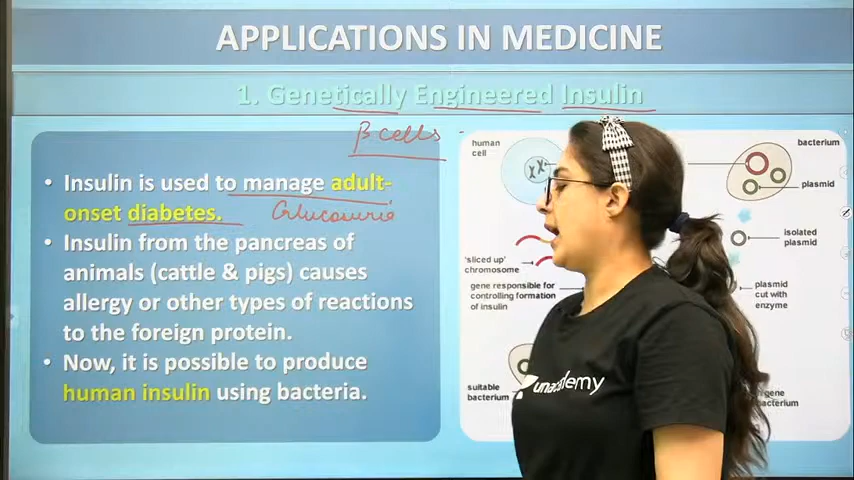 APPLICATIONS IN MEDICINE
1. Genetically Engineered Insulin
β cells
• Insulin is used to manage adult-
onset diabetes.
Glucosuria
• Insulin from the pancreas of
animals (cattle & pigs) causes
allergy or other types of reactions
to the foreign protein.
• Now, it is possible to produce
human insulin using bacteria.
human
cell
bacterium
plasmid
isolated
plasmid
'sliced up'
chromosome
gene responsible for
controlling formation
of insulin
plasmid
cut with
enzyme
suitable
bacterium
gene
bacterium
unacademy